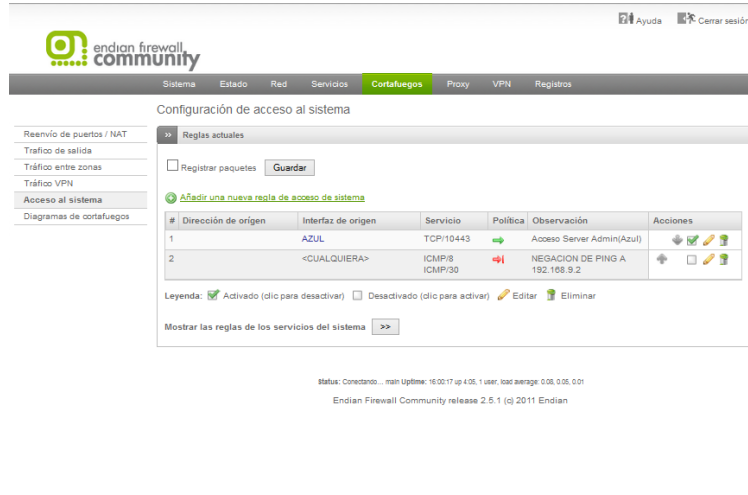 Ayuda Cerrar sesión
endian firewall
community
Sistema Estado Red Servicios Cortafuegos Proxy VPN Registros
Configuración de acceso al sistema
Reenvío de puertos / NAT
Trafico de salida
Tráfico entre zonas
Tráfico VPN
Acceso al sistema
Diagramas de cortafuegos
>> Reglas actuales
Registrar paquetes Guardar
Añadir una nueva regla de acceso de sistema
# Dirección de orígen Interfaz de origen Servicio Política Observación Acciones
1 AZUL TCP/10443 Acceso Server Admin(Azul)
2 <CUALQUIERA> ICMP/8 NEGACION DE PING A
ICMP/30 192.168.9.2
Leyenda: Activado (clic para desactivar) Desactivado (clic para activar) Editar Eliminar
Mostrar las reglas de los servicios del sistema >>
Status: Conectando... main Uptime: 16:00:17 up 4:05, 1 user, load average: 0.08, 0.05, 0.01
Endian Firewall Community release 2.5.1 (c) 2011 Endian